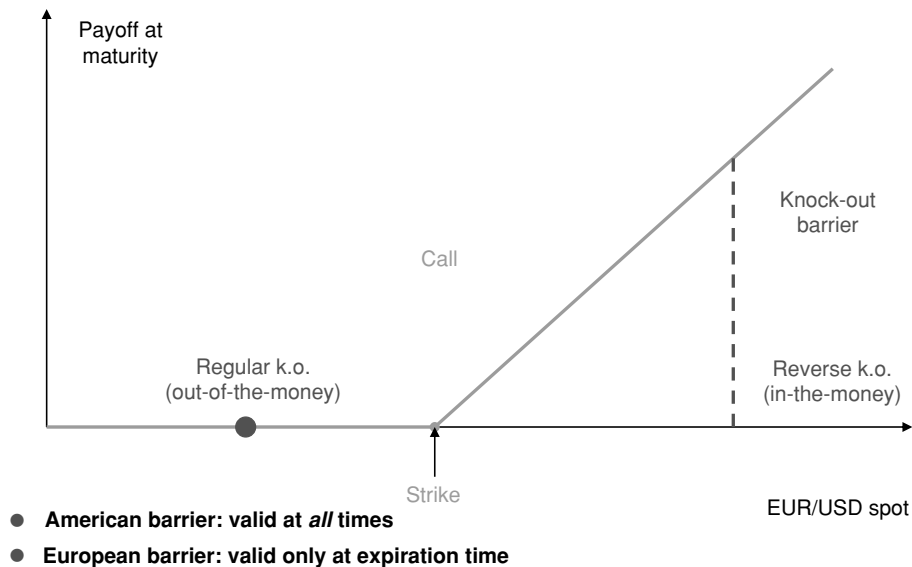 Payoff at
maturity
Knock-out
barrier
Call
Regular k.o.
(out-of-the-money)
Reverse k.o.
(in-the-money)
Strike
EUR/USD spot
American barrier: valid at all times
European barrier: valid only at expiration time